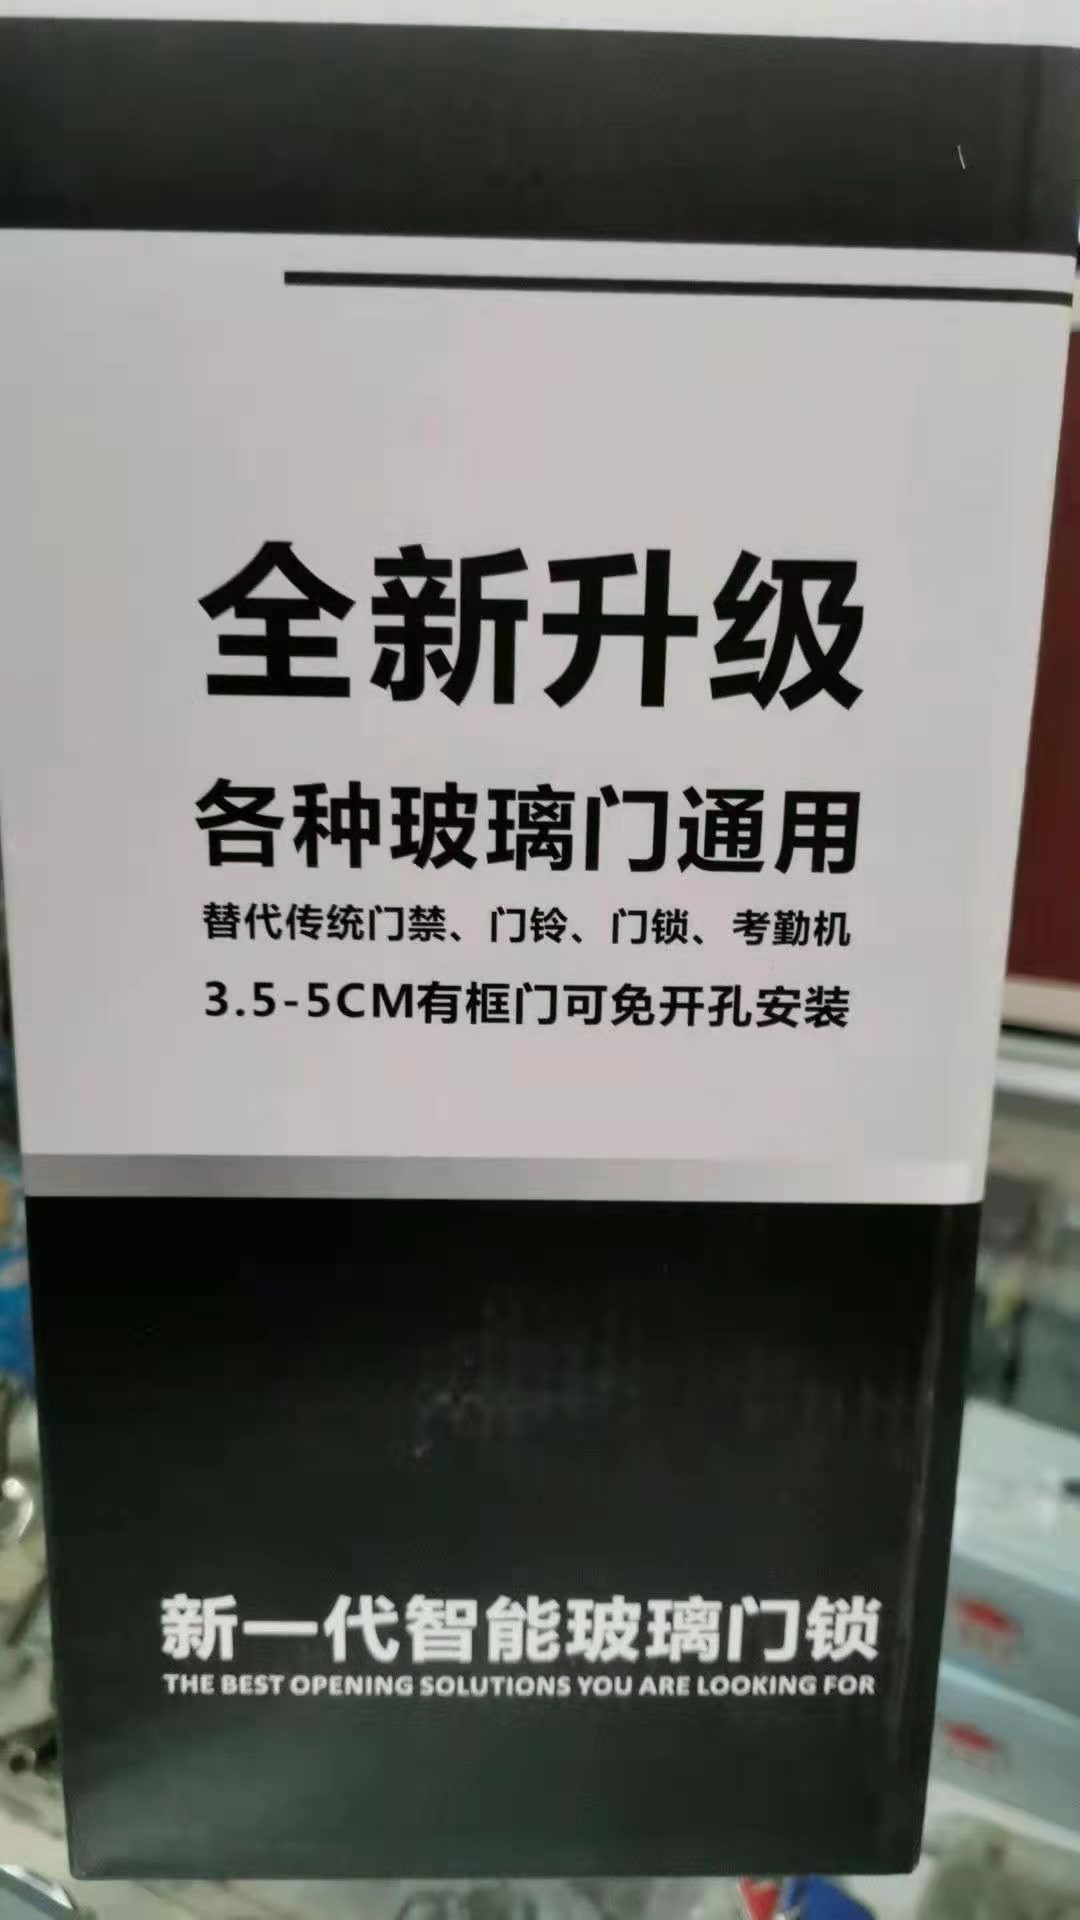 全新升级
各种玻璃门通用
替代传统门禁、门铃、门锁、考勤机
3.5-5CM有框门可免开孔安装
新一代智能玻璃门锁
THE BEST OPENING SOLUTIONS YOU ARE LOOKING FOR